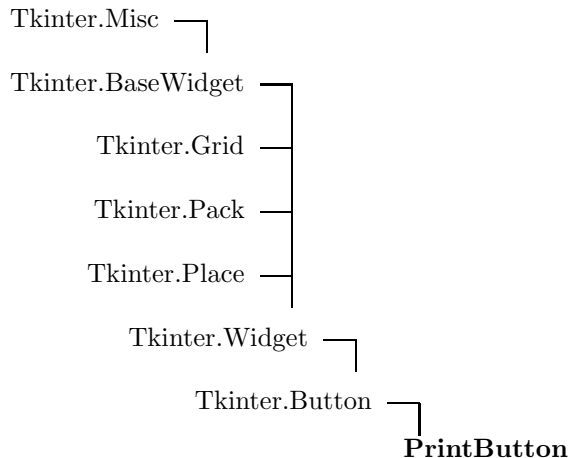 Tkinter.Misc
Tkinter.BaseWidget
Tkinter.Grid
Tkinter.Pack
Tkinter.Place
Tkinter.Widget
Tkinter.Button
PrintButton